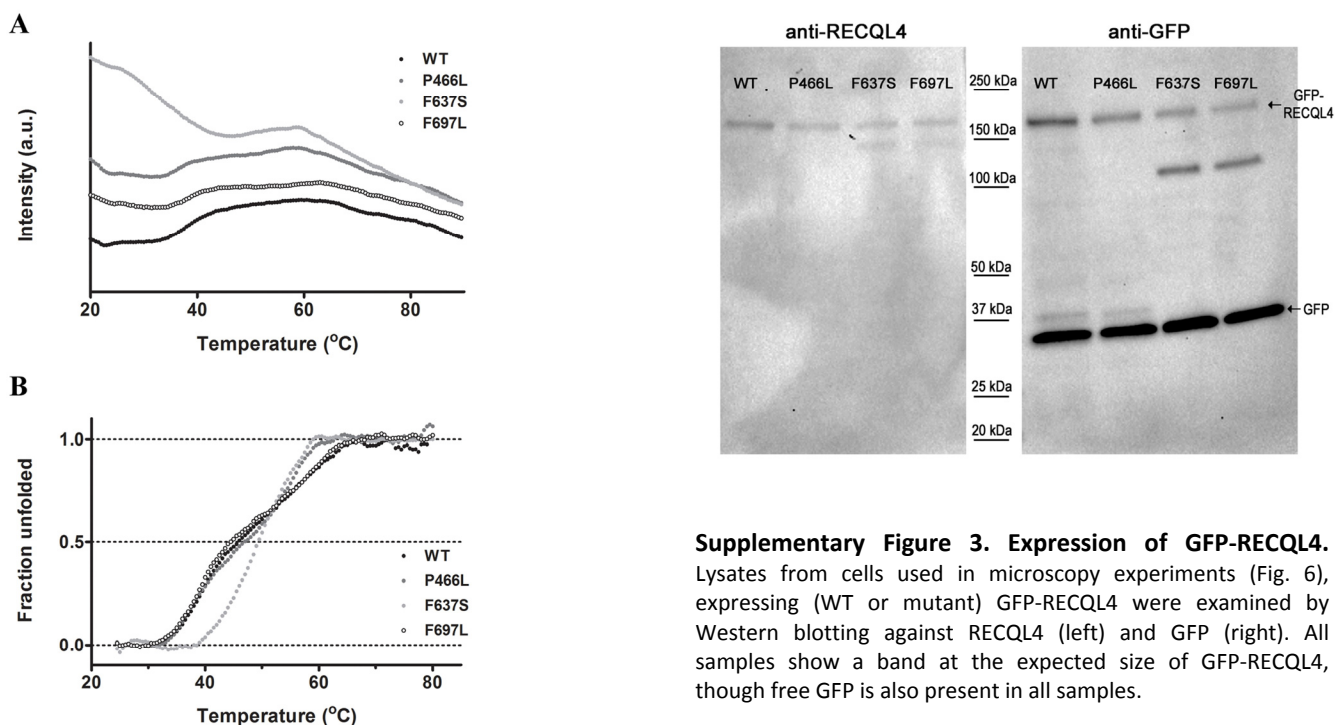 A
Intensity (a.u.)
WT
P466L
F637S
F697L
20 40 60 80
Temperature (°C)
B
Fraction unfolded
1.0
0.5
0.0
WT
P466L
F637S
F697L
20 40 60 80
Temperature (°C)
anti-RECQL4 anti-GFP
WT P466L F637S F697L
250 kDa
150 kDa
100 kDa
50 kDa
37 kDa
25 kDa
20 kDa
WT P466L F637S F697L
←GFP-
RECQL4
←GFP
Supplementary Figure 3. Expression of GFP-RECQL4.
Lysates from cells used in microscopy experiments (Fig. 6),
expressing (WT or mutant) GFP-RECQL4 were examined by
Western blotting against RECQL4 (left) and GFP (right). All
samples show a band at the expected size of GFP-RECQL4,
though free GFP is also present in all samples.